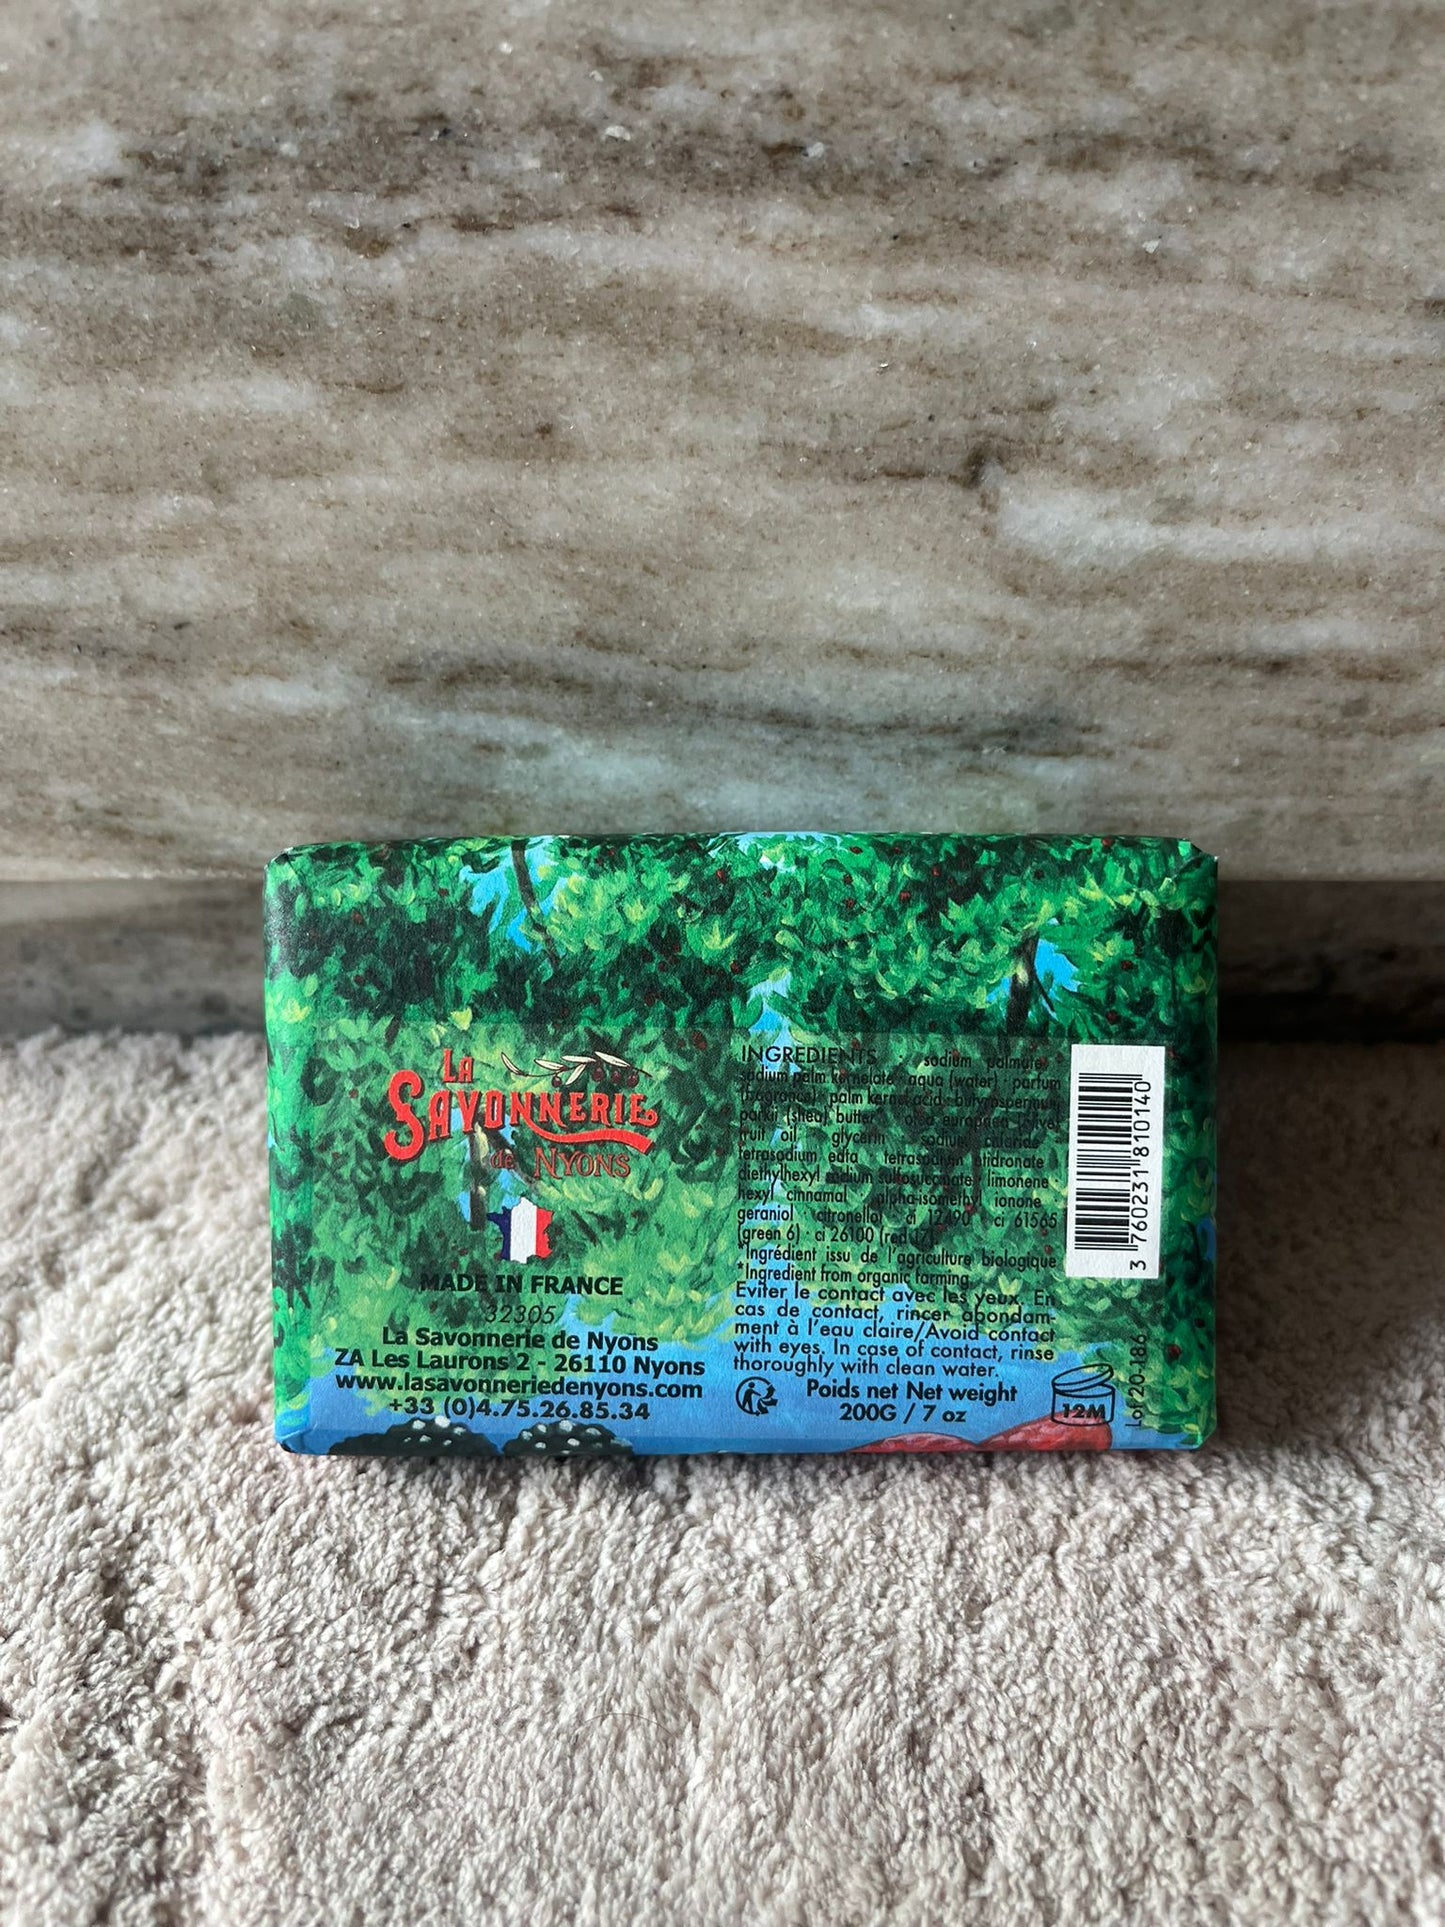 LA
SAVONNERIE
de NYONS
MADE IN FRANCE
32305
La Savonnerie de Nyons
ZA Les Laurons 2 - 26110 Nyons
www.lasavonneriedenyons.com
+33 (0)4.75.26.85.34
INGREDIENTS : sodium palmate ·
sodium palm kernelate · aqua (water) · parfum
(fragrance) · palm kernel acid · butyrospermum
parkii (shea) butter · olea europaea (olive)
fruit oil · glycerin · sodium chloride ·
tetrasodium edta · tetrasodium etidronate ·
diethylhexyl sodium sulfosuccinate · limonene ·
hexyl cinnamal · alpha-isomethyl ionone ·
geraniol · citronellol · ci 12490 · ci 61565
(green 6) · ci 26100 (red 17)
*Ingrédient issu de l'agriculture biologique
*Ingredient from organic farming.
Eviter le contact avec les yeux. En
cas de contact, rincer abondam-
ment à l'eau claire/Avoid contact
with eyes. In case of contact, rinse
thoroughly with clean water.
Poids net Net weight
200G / 7 oz
12M
3 760231 810140
Lot 20-186